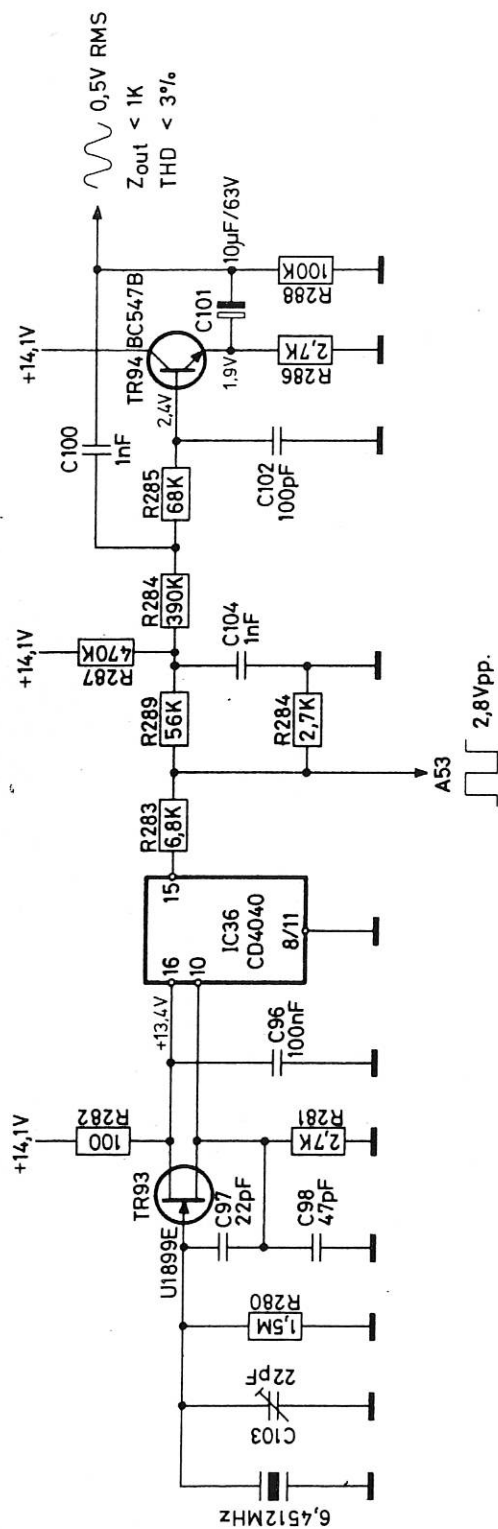 6,4512MHz
C103
22pF
R280
1,5M
U1899E
TR93
C97
22pF
C98
47pF
R281
2,7K
+14,1V
R282
100
+13,4V
C96
100nF
16
10
15
IC36
CD4040
8/11
R283
6,8K
R289
56K
+14,1V
R287
470K
C104
1nF
R284
2,7K
A53
2,8Vpp.
R284
390K
R285
68K
C100
1nF
C102
100pF
2,4V
TR94 BC547B
+14,1V
1,9V
C101
10µF/63V
R286
2,7K
R288
100K
0,5V RMS
Zout < 1K
THD < 3%